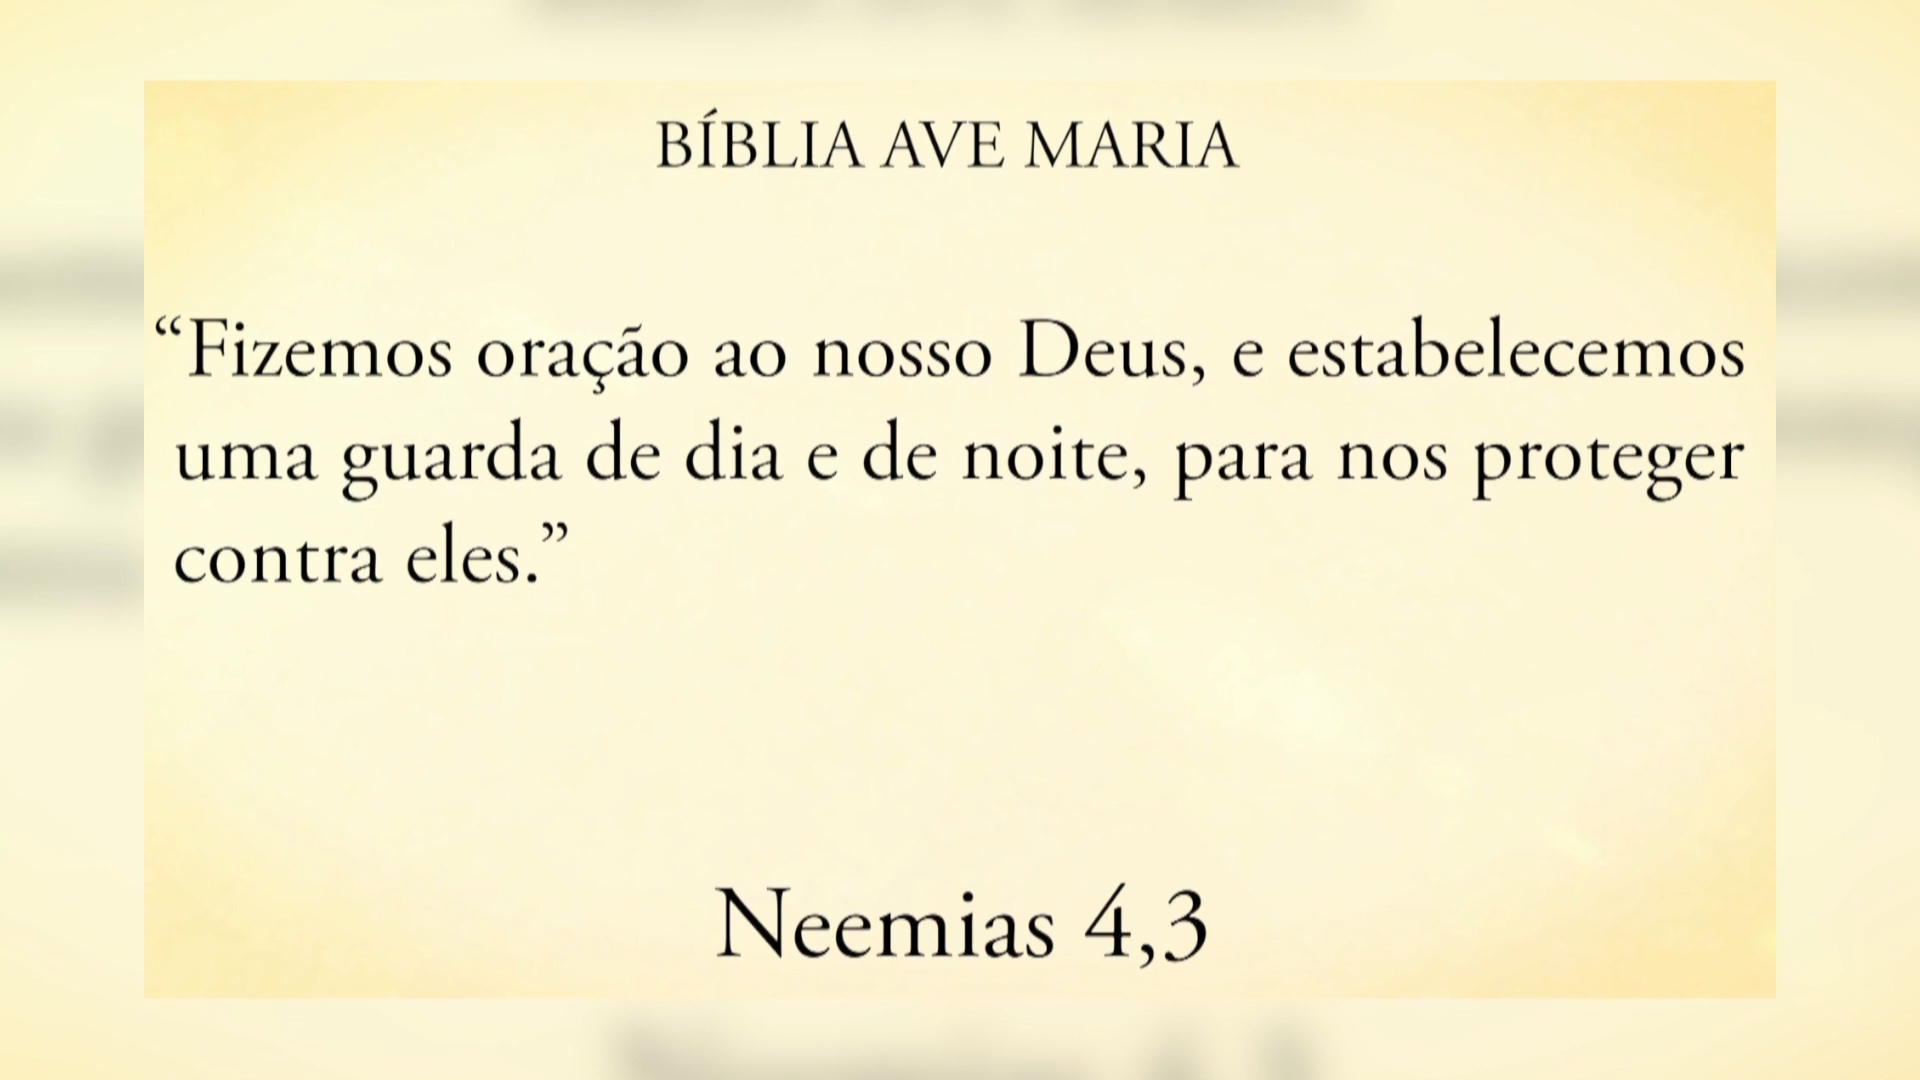 BÍBLIA AVE MARIA
“Fizemos oração ao nosso Deus, e estabelecemos
uma guarda de dia e de noite, para nos proteger
contra eles.”
Neemias 4,3